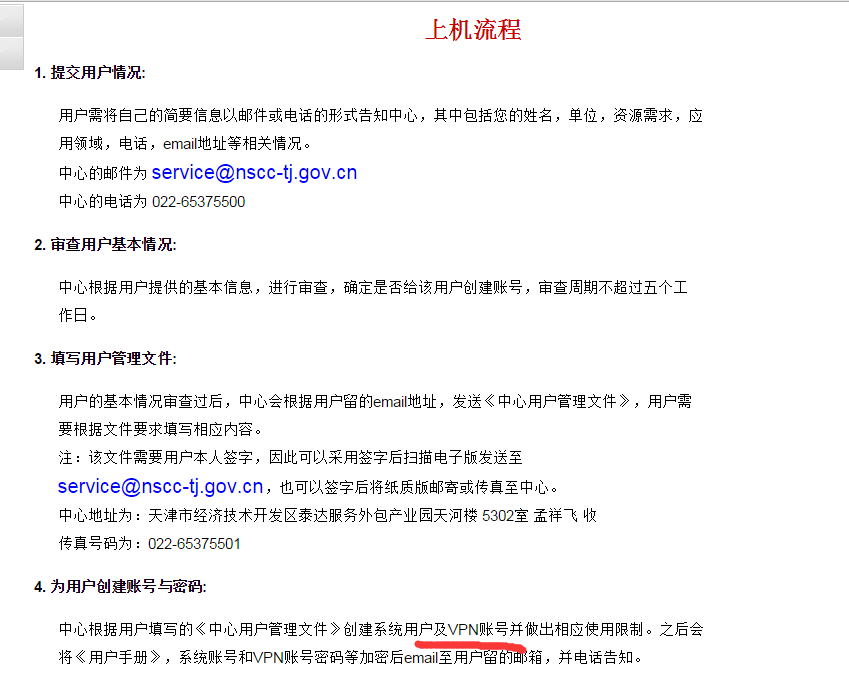 上机流程
1. 提交用户情况:
用户需将自己的简要信息以邮件或电话的形式告知中心，其中包括您的姓名，单位，资源需求，应
用领域，电话，email地址等相关情况。
中心的邮件为 service@nscc-tj.gov.cn
中心的电话为 022-65375500
2. 审查用户基本情况:
中心根据用户提供的基本信息，进行审查，确定是否给该用户创建账号，审查周期不超过五个工
作日。
3. 填写用户管理文件:
用户的基本情况审查过后，中心会根据用户留的email地址，发送《中心用户管理文件》，用户需
要根据文件要求填写相应内容。
注：该文件需要用户本人签字，因此可以采用签字后扫描电子版发送至
service@nscc-tj.gov.cn，也可以签字后将纸质版邮寄或传真至中心。
中心地址为：天津市经济技术开发区泰达服务外包产业园天河楼 5302室 孟祥飞 收
传真号码为：022-65375501
4. 为用户创建账号与密码:
中心根据用户填写的《中心用户管理文件》创建系统用户及VPN账号并做出相应使用限制。之后会
将《用户手册》，系统账号和VPN账号密码等加密后email至用户留的邮箱，并电话告知。